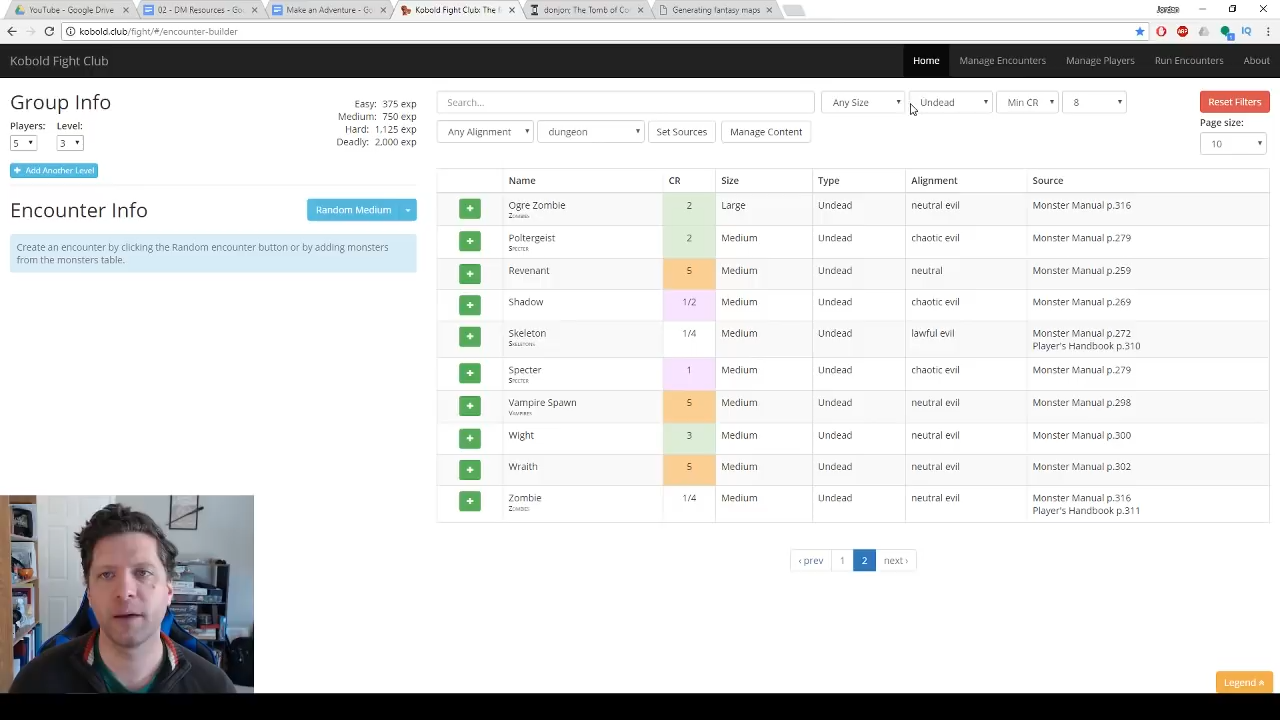 YouTube - Google Drive
02 - DM Resources - Go
Make an Adventure - Go
Kobold Fight Club: The
donjon; The Tomb of Co
Generating fantasy maps
Jordan
kobold.club/fight/#/encounter-builder
Kobold Fight Club
Home
Manage Encounters
Manage Players
Run Encounters
About
Group Info
Players: Level:
5 3
+ Add Another Level
Easy: 375 exp
Medium: 750 exp
Hard: 1,125 exp
Deadly: 2,000 exp
Encounter Info
Random Medium
Create an encounter by clicking the Random encounter button or by adding monsters
from the monsters table.
Search...
Any Size
Undead
Min CR
8
Reset Filters
Any Alignment
dungeon
Set Sources
Manage Content
Page size:
10
Name CR Size Type Alignment Source
Ogre Zombie 2 Large Undead neutral evil Monster Manual p.316
Zombies
Poltergeist 2 Medium Undead chaotic evil Monster Manual p.279
Specter
Revenant 5 Medium Undead neutral Monster Manual p.259
Shadow 1/2 Medium Undead chaotic evil Monster Manual p.269
Skeleton 1/4 Medium Undead lawful evil Monster Manual p.272
Skeletons Player's Handbook p.310
Specter 1 Medium Undead chaotic evil Monster Manual p.279
Specter
Vampire Spawn 5 Medium Undead neutral evil Monster Manual p.298
Vampires
Wight 3 Medium Undead neutral evil Monster Manual p.300
Wraith 5 Medium Undead neutral evil Monster Manual p.302
Zombie 1/4 Medium Undead neutral evil Monster Manual p.316
Zombies Player's Handbook p.311
‹ prev 1 2 next ›
Legend